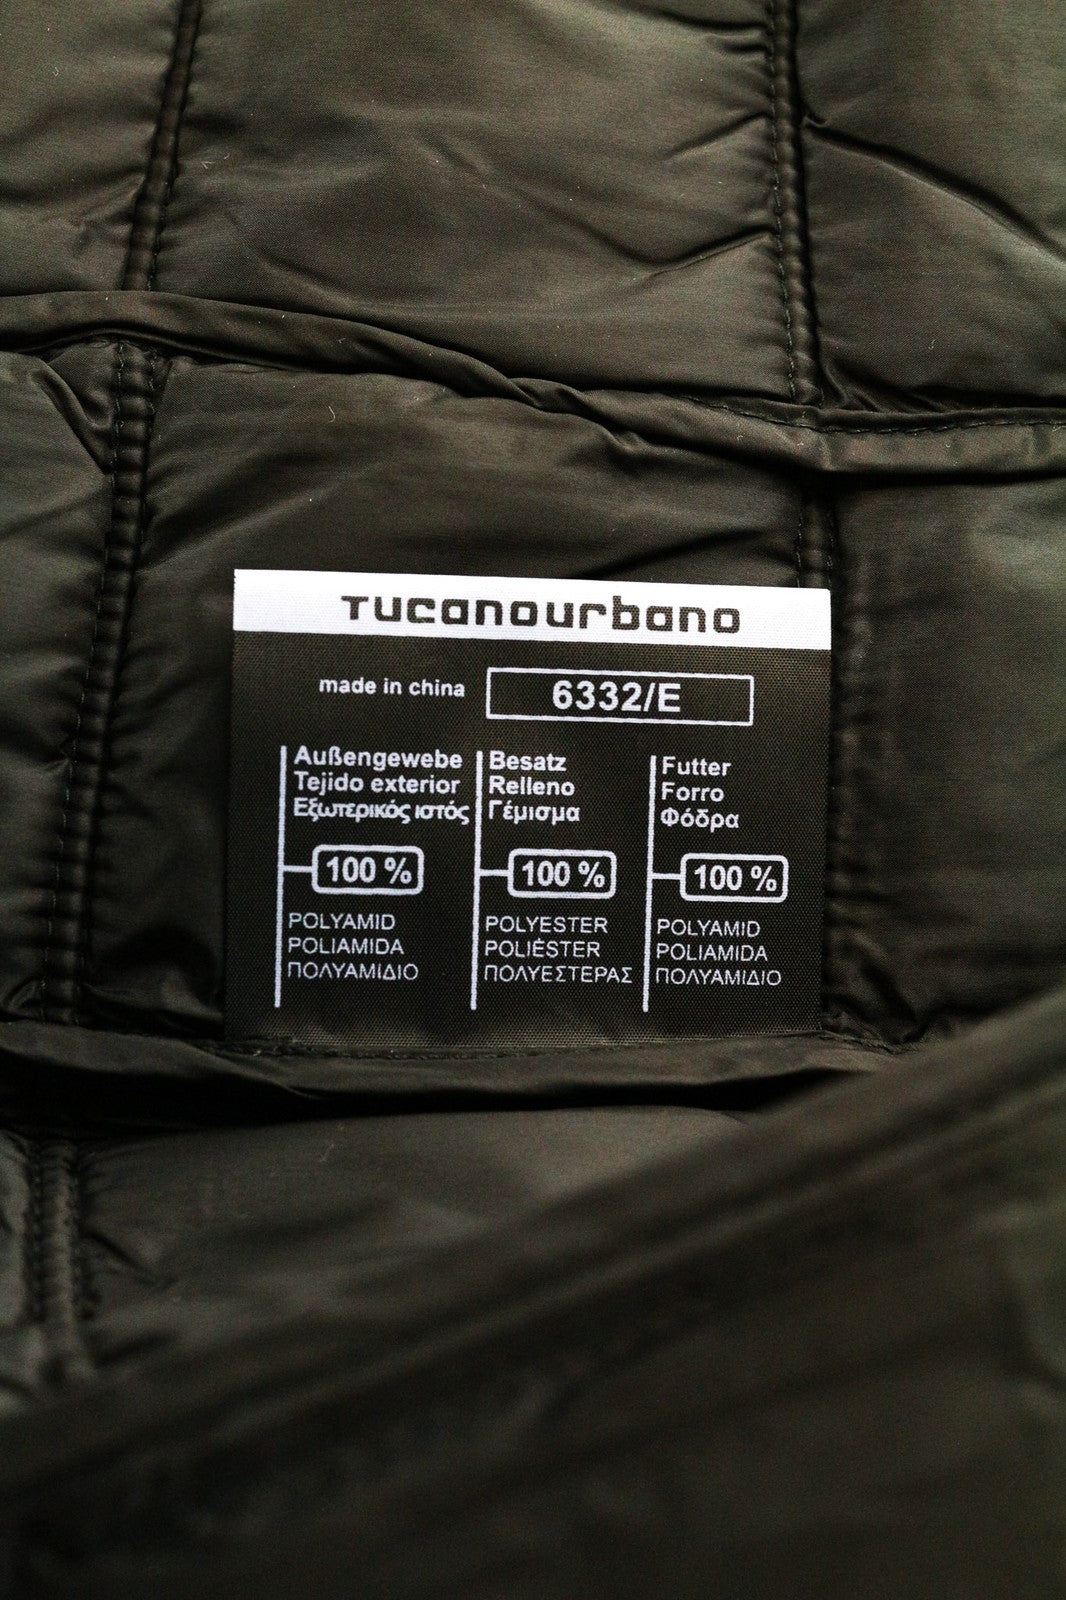 Tucanourbano
made in china 6332/E
Außengewebe
Tejido exterior
Εξωτερικός ιστός
100 %
POLYAMID
POLIAMIDA
ΠΟΛΥΑΜΙΔΙΟ
Besatz
Relleno
Γέμισμα
100 %
POLYESTER
POLIÉSTER
ΠΟΛΥΕΣΤΕΡΑΣ
Futter
Forro
Φόδρα
100 %
POLYAMID
POLIAMIDA
ΠΟΛΥΑΜΙΔΙΟ